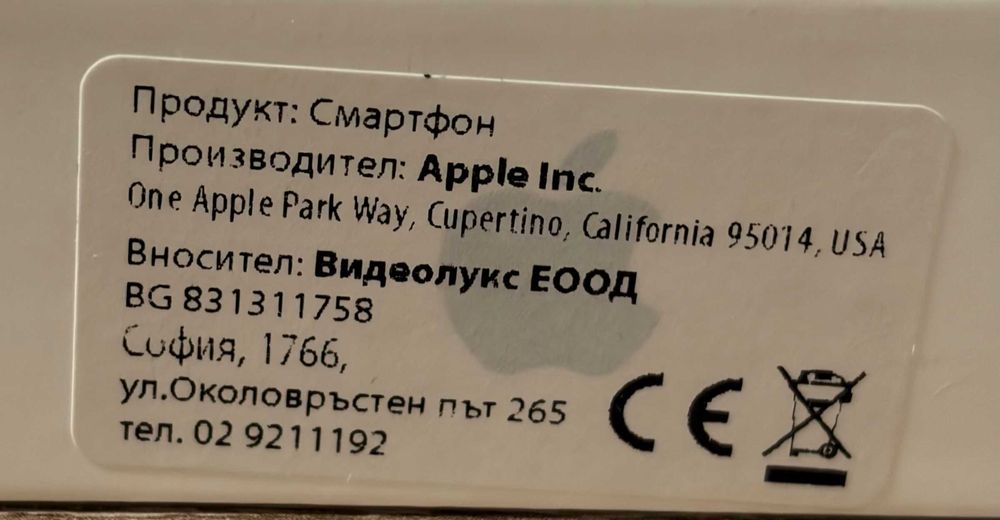 Продукт: Смартфон
Производител: Apple Inc.
One Apple Park Way, Cupertino, California 95014, USA
Вносител: Видеолукс ЕООД
BG 831311758
София, 1766,
ул.Околовръстен път 265
тел. 02 9211192
CE